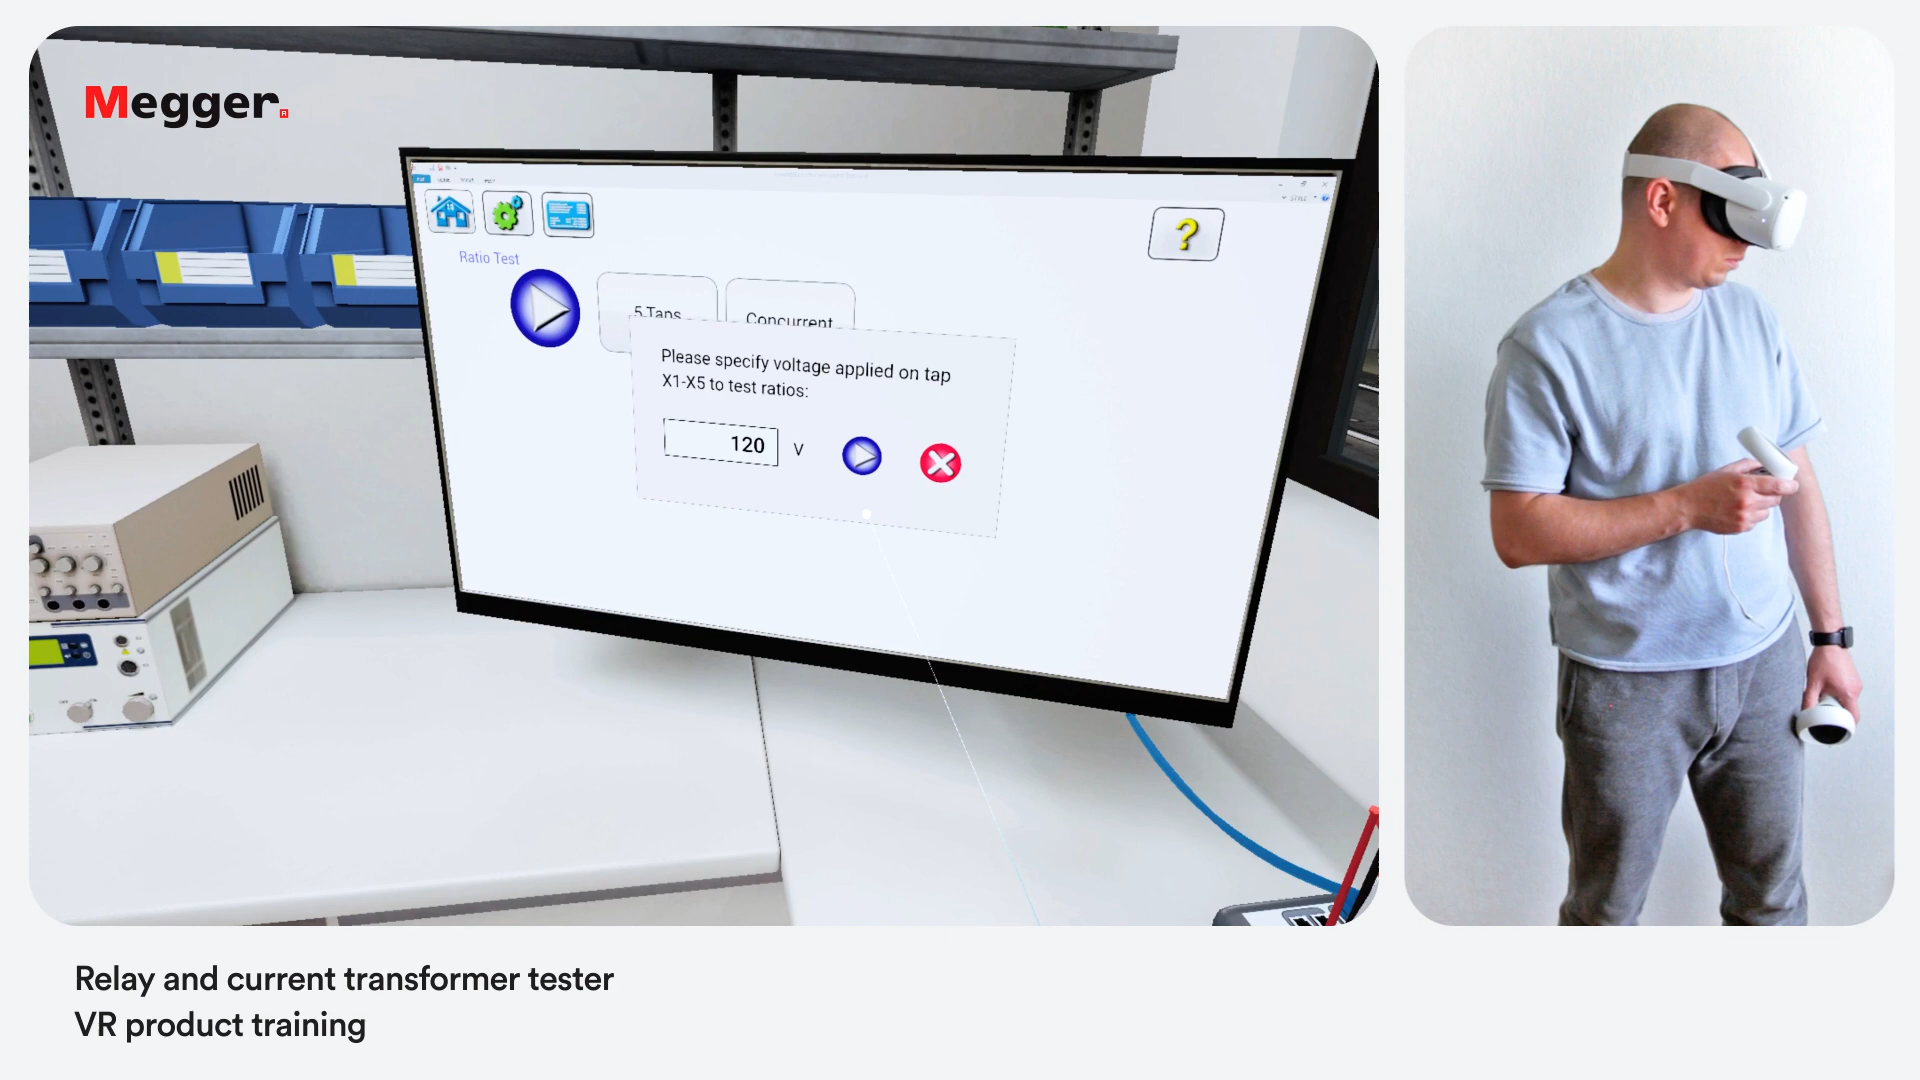 Megger
Ratio Test
5 Taps
Concurrent
Please specify voltage applied on tap
X1-X5 to test ratios:
120 V
?
Relay and current transformer tester
VR product training